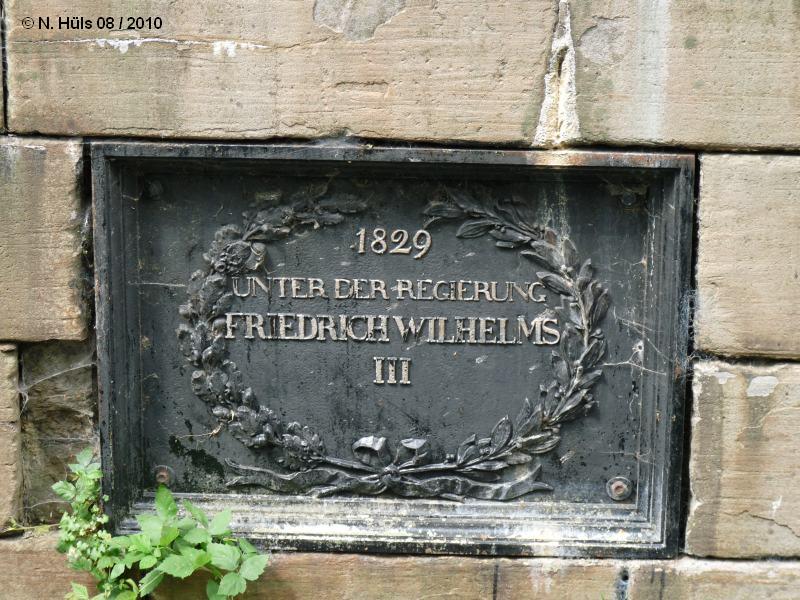 © N. Hüls 08 / 2010
1829
UNTER DER REGIERUNG
FRIEDRICH WILHELMS
III